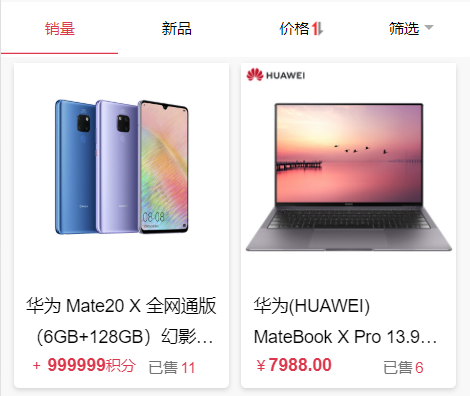 销量 新品 价格 筛选
HUAWEI
08:08
华为 Mate20 X 全网通版
（6GB+128GB）幻影…
+ 999999积分 已售 11
华为(HUAWEI)
MateBook X Pro 13.9…
￥7988.00 已售 6